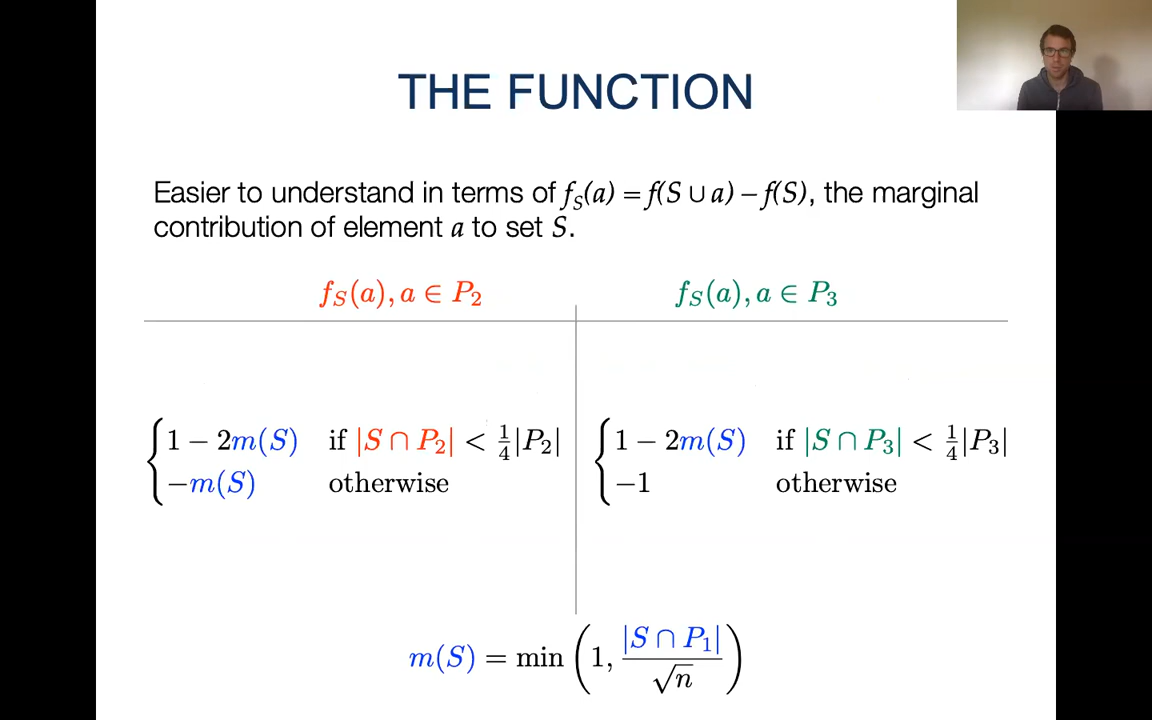 THE FUNCTION
Easier to understand in terms of f_S(a) = f(S ∪ a) – f(S), the marginal
contribution of element a to set S.
f_S(a), a ∈ P_2    f_S(a), a ∈ P_3
{ 1 − 2m(S) if |S ∩ P_2| < 1/4|P_2|    { 1 − 2m(S) if |S ∩ P_3| < 1/4|P_3|
−m(S) otherwise    −1 otherwise
m(S) = min (1, |S ∩ P_1| / √n)